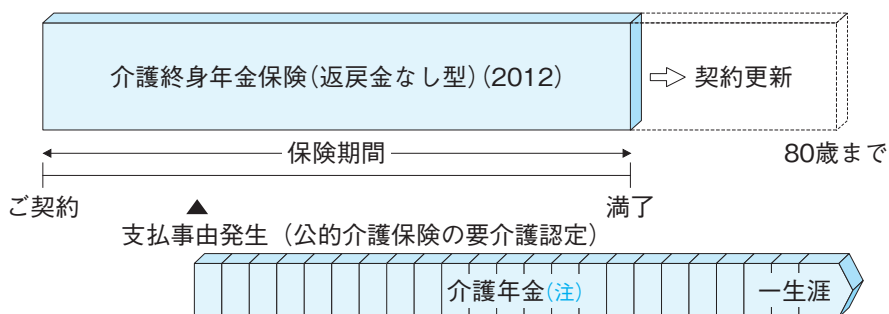 介護終身年金保険(返戻金なし型)(2012)
契約更新
保険期間
80歳まで
ご契約
満了
支払事由発生（公的介護保険の要介護認定）
介護年金(注)
一生涯